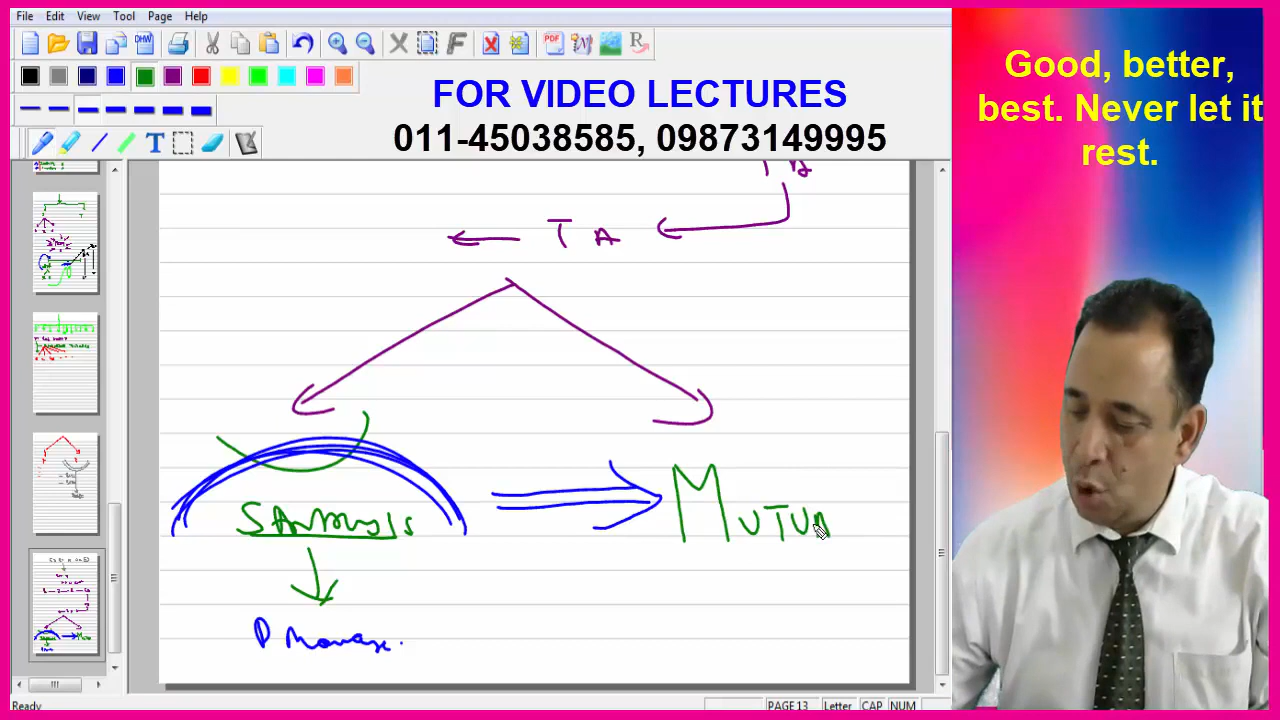 File Edit View Tool Page Help
FOR VIDEO LECTURES
011-45038585, 09873149995
Good, better,
best. Never let it
rest.
T A
MUTUA
Ready
PAGE 13 Letter CAP NUM